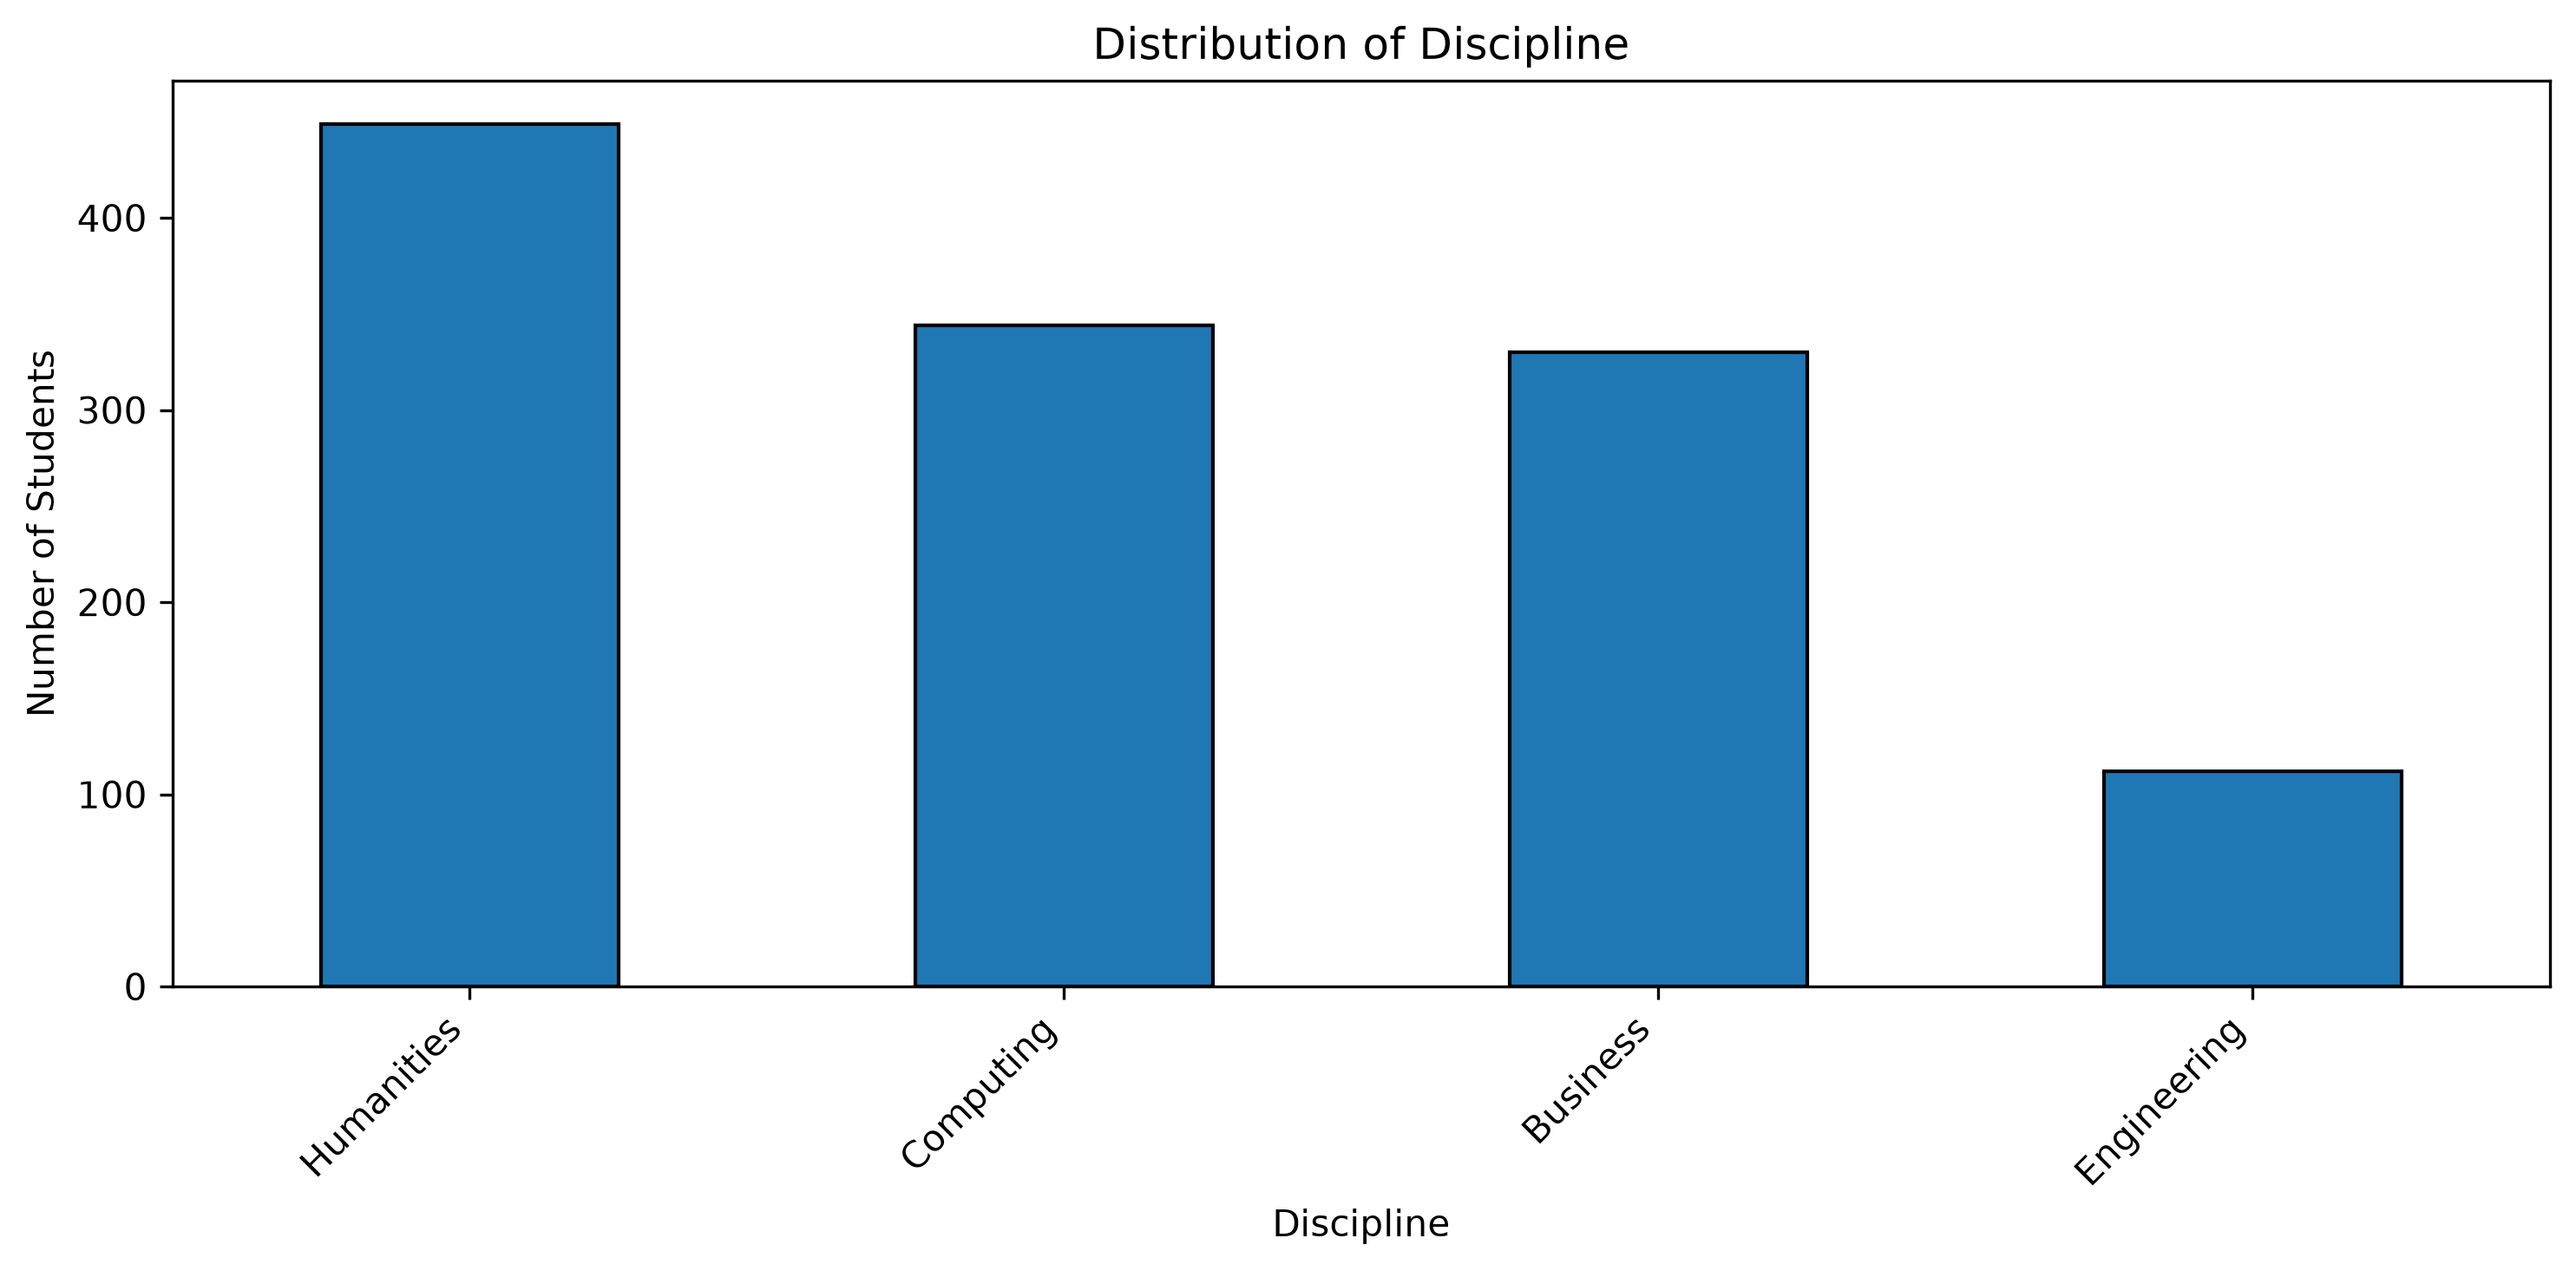 Distribution of Discipline
Number of Students
400
300
200
100
0
Humanities
Computing
Business
Engineering
Discipline